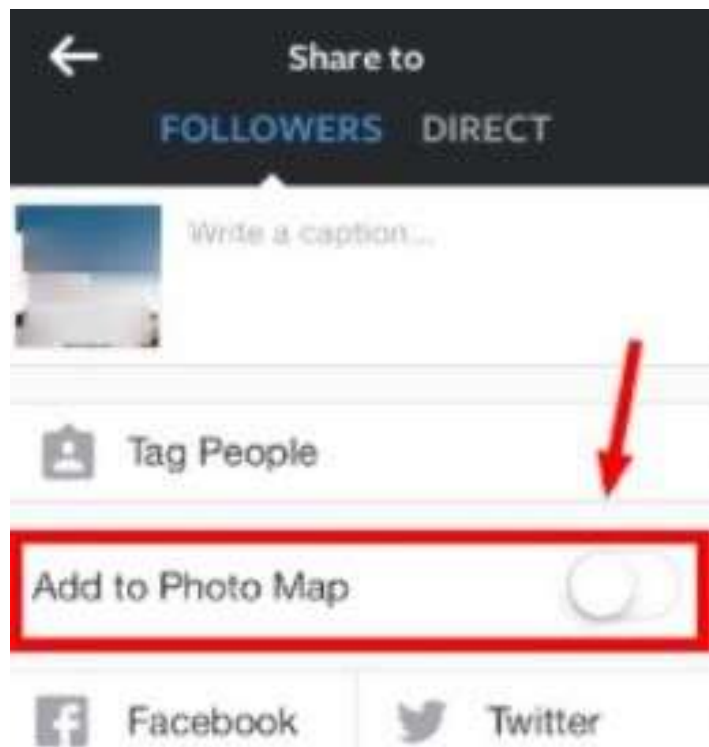 Share to
FOLLOWERS DIRECT
Write a caption...
Tag People
Add to Photo Map
Facebook Twitter